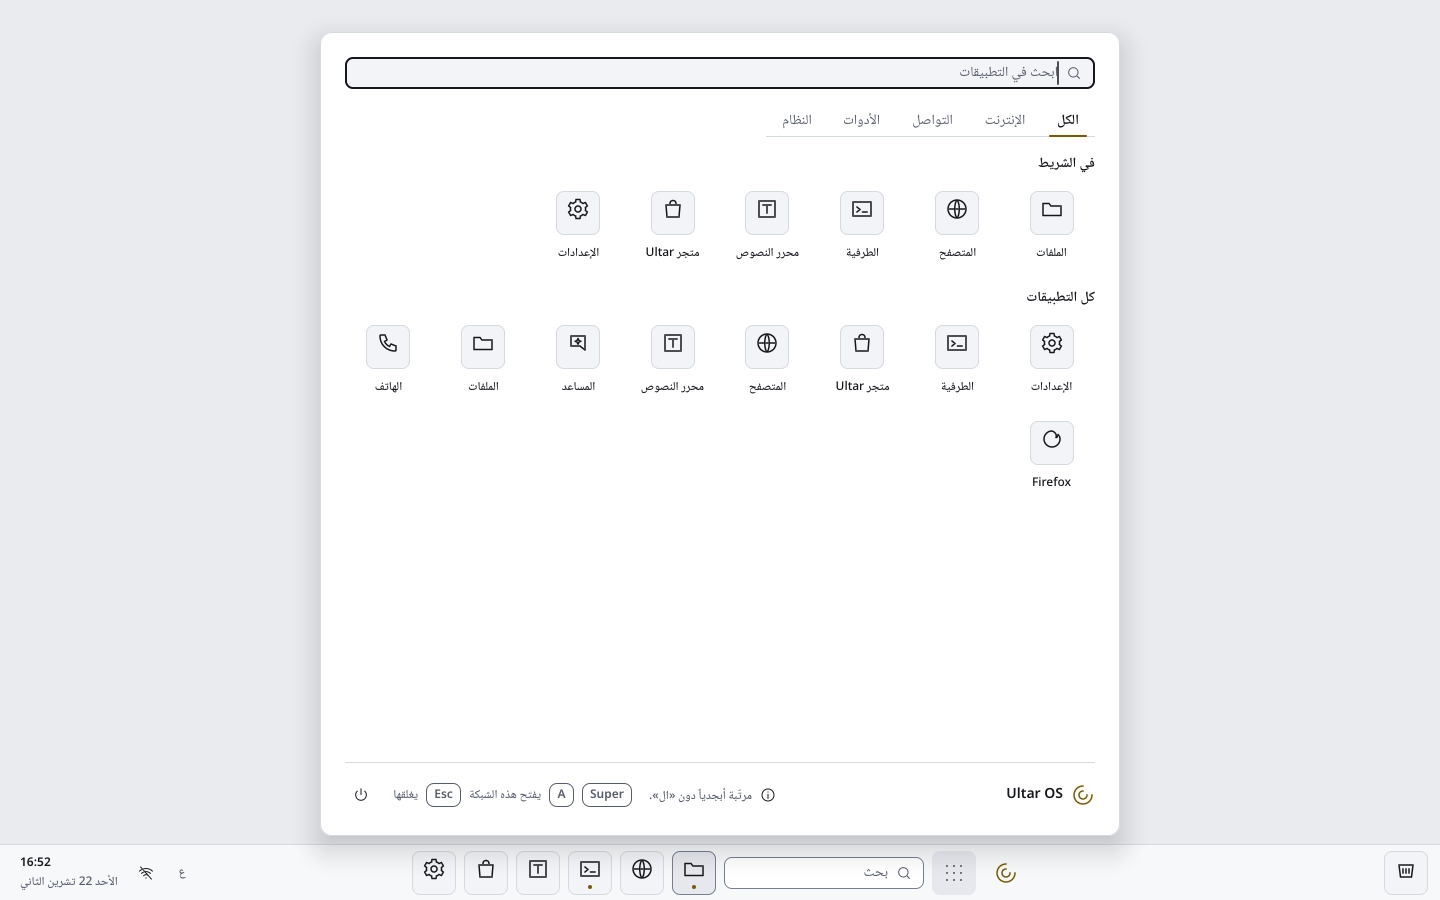 ابحث في التطبيقات
الكل الإنترنت التواصل الأدوات النظام
في الشريط
الملفات المتصفح الطرفية محرر النصوص متجر Ultar الإعدادات
كل التطبيقات
الإعدادات الطرفية متجر Ultar المتصفح محرر النصوص المساعد الملفات الهاتف
Firefox
Ultar OS مرتّبة أبجدياً دون «ال». Super A يفتح هذه الشبكة Esc يغلقها
بحث
ع
16:52
الأحد 22 تشرين الثاني